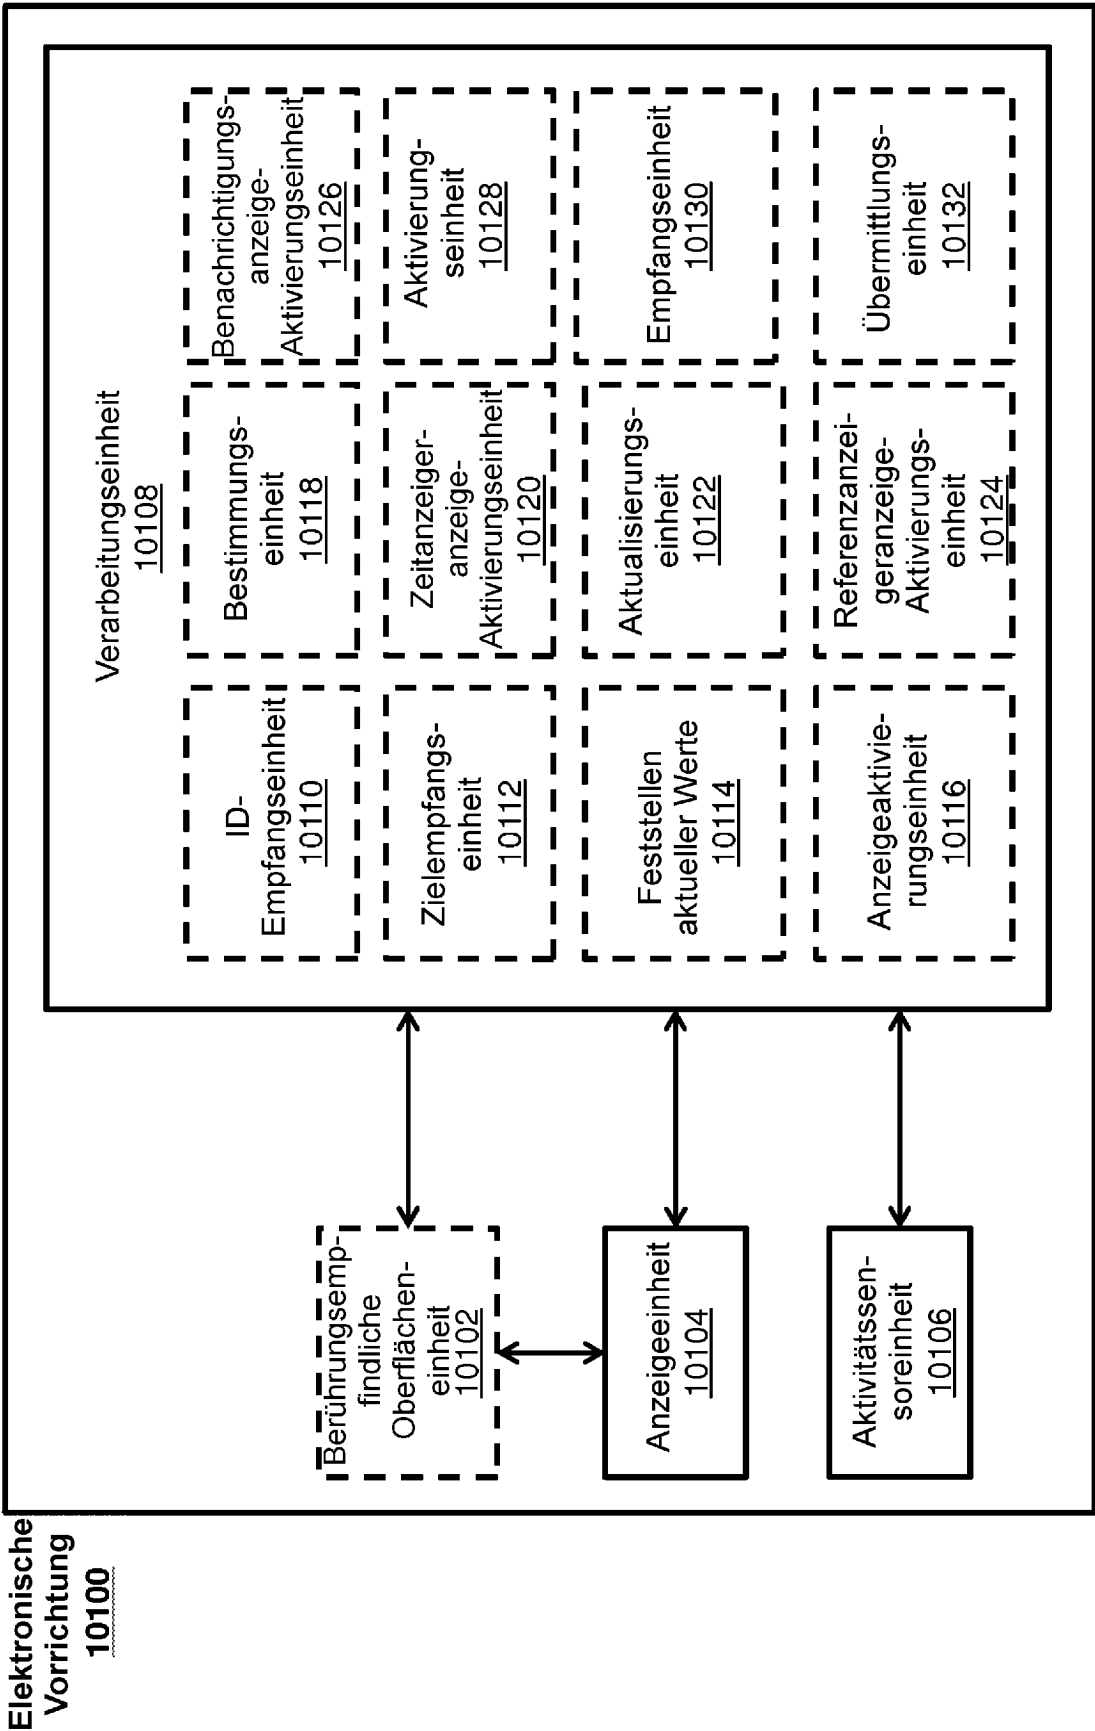 Elektronische
Vorrichtung
10100
Berührungsemp-
findliche
Oberflächen-
einheit
10102
Anzeigeeinheit
10104
Aktivitätssen-
soreinheit
10106
Verarbeitungseinheit
10108
ID-
Empfangseinheit
10110
Bestimmungs-
einheit
10118
Benachrichtigungs-
anzeige-
Aktivierungseinheit
10126
Zielempfangs-
einheit
10112
Zeitanzeiger-
anzeige-
Aktivierungseinheit
10120
Aktivierung-
seinheit
10128
Feststellen
aktueller Werte
10114
Aktualisierungs-
einheit
10122
Empfangseinheit
10130
Anzeigeaktivie-
rungseinheit
10116
Referenzanzei-
geranzeige-
Aktivierungs-
einheit
10124
Übermittlungs-
einheit
10132